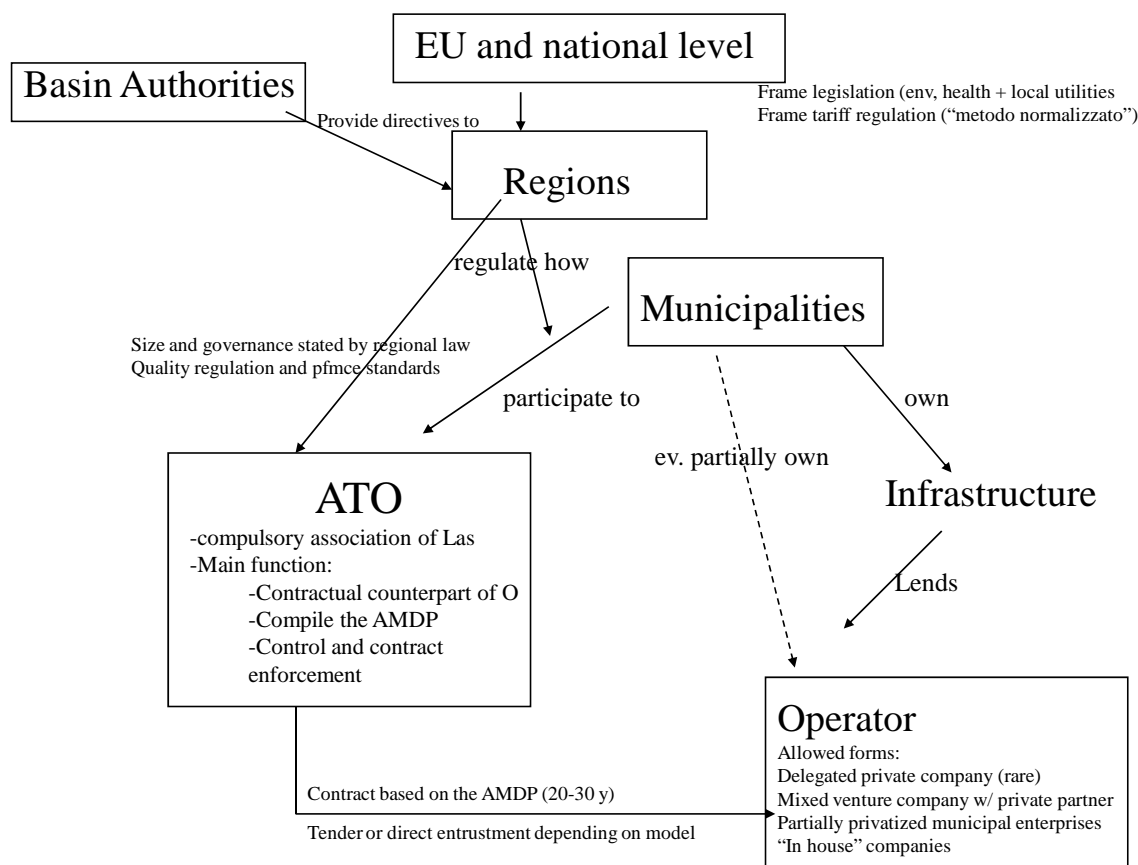 EU and national level
Basin Authorities
Frame legislation (env, health + local utilities
Frame tariff regulation (“metodo normalizzato”)
Provide directives to
Regions
regulate how
Municipalities
Size and governance stated by regional law
Quality regulation and pfmce standards
participate to
own
ev. partially own
ATO
-compulsory association of Las
-Main function:
-Contractual counterpart of O
-Compile the AMDP
-Control and contract
enforcement
Infrastructure
Lends
Operator
Allowed forms:
Delegated private company (rare)
Mixed venture company w/ private partner
Partially privatized municipal enterprises
“In house” companies
Contract based on the AMDP (20-30 y)
Tender or direct entrustment depending on model